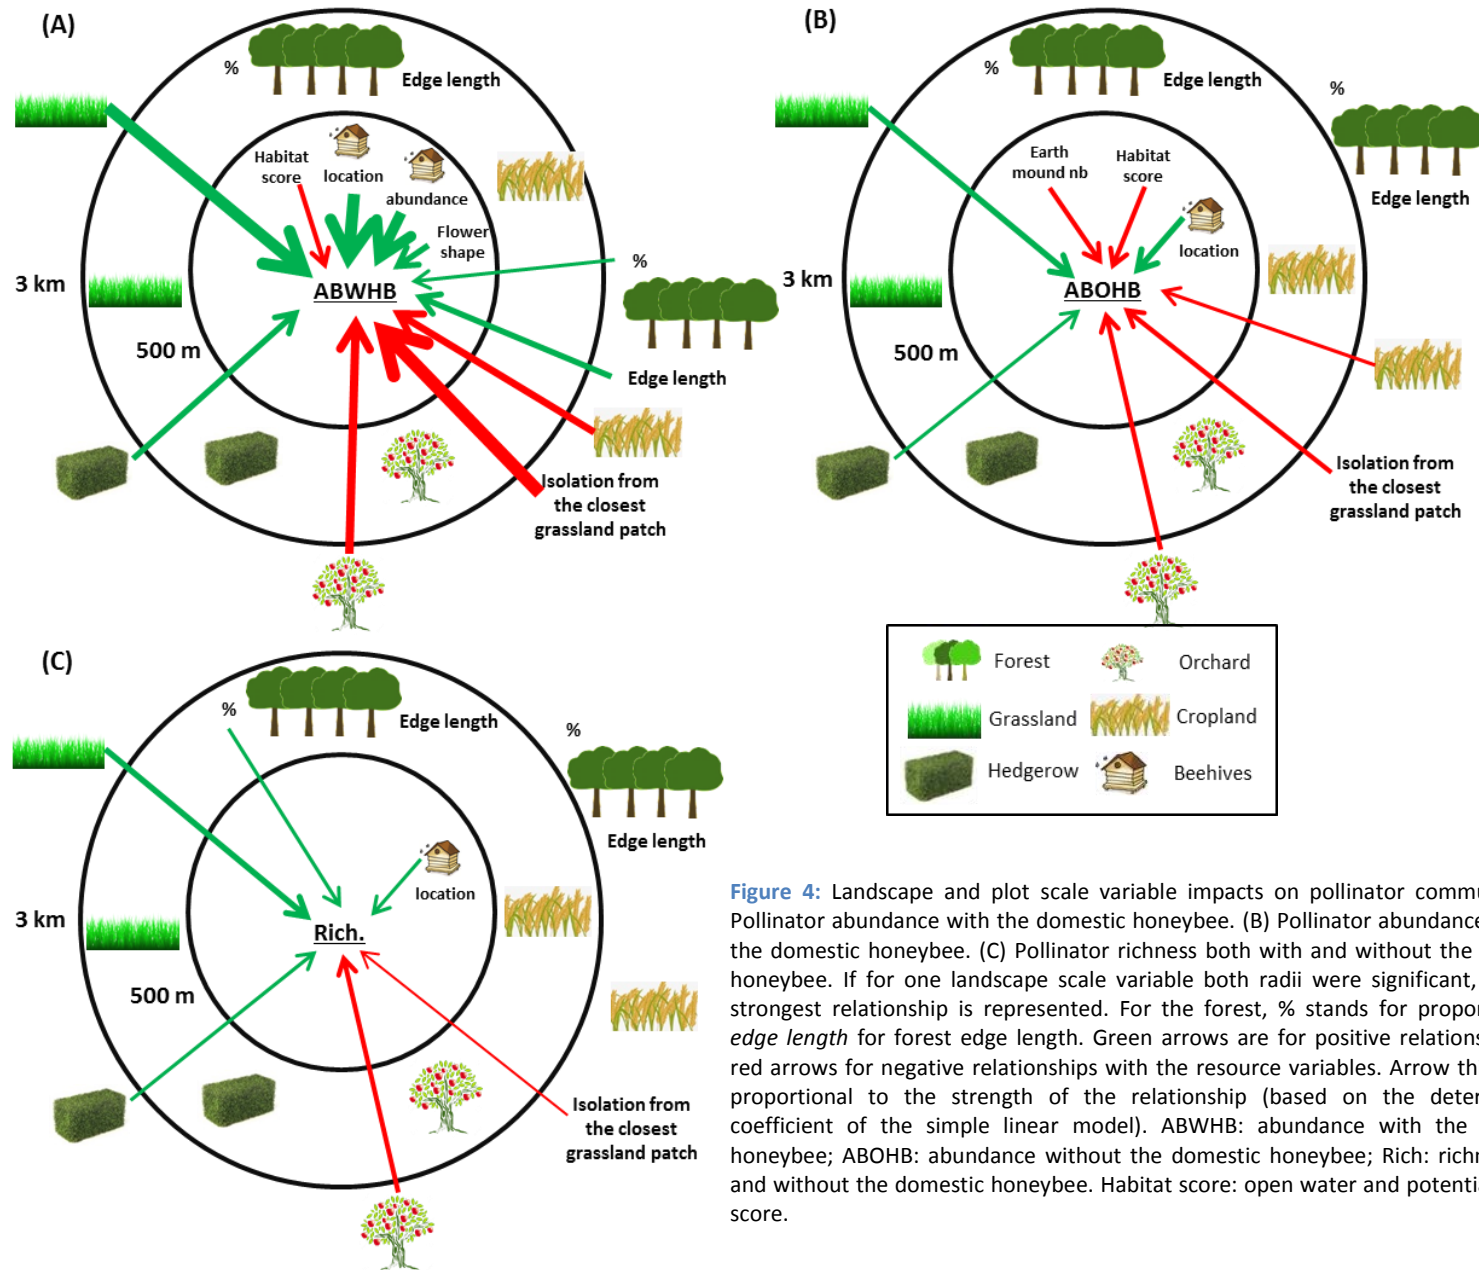 (A)
%
Edge length
Habitat
score
location
abundance
Flower
shape
ABWHB
%
3 km
500 m
Edge length
Isolation from
the closest
grassland patch
(B)
%
Edge length
%
Edge length
Earth
mound nb
Habitat
score
location
ABOHB
3 km
500 m
Isolation from
the closest
grassland patch
Forest
Orchard
Grassland
Cropland
Hedgerow
Beehives
(C)
%
Edge length
%
Edge length
location
Rich.
3 km
500 m
Isolation from
the closest
grassland patch
Figure 4: Landscape and plot scale variable impacts on pollinator commu
Pollinator abundance with the domestic honeybee. (B) Pollinator abundance
the domestic honeybee. (C) Pollinator richness both with and without the
honeybee. If for one landscape scale variable both radii were significant,
strongest relationship is represented. For the forest, % stands for propor
edge length for forest edge length. Green arrows are for positive relations
red arrows for negative relationships with the resource variables. Arrow th
proportional to the strength of the relationship (based on the deter
coefficient of the simple linear model). ABWHB: abundance with the
honeybee; ABOHB: abundance without the domestic honeybee; Rich: richn
and without the domestic honeybee. Habitat score: open water and potentia
score.